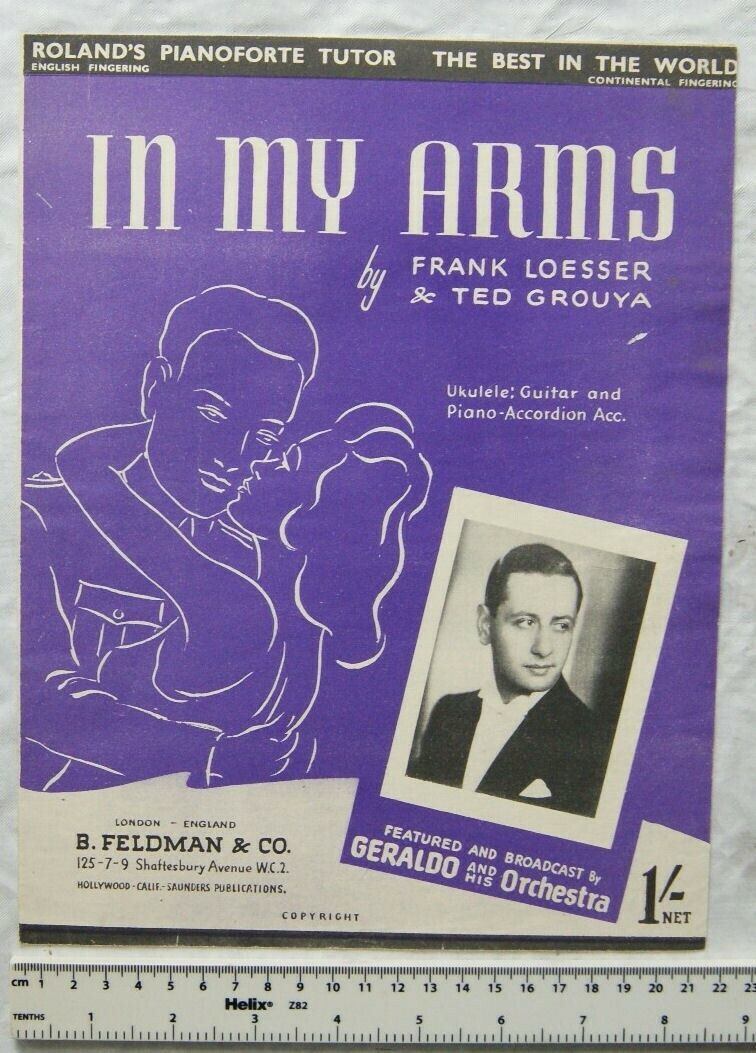 ROLAND'S PIANOFORTE TUTOR THE BEST IN THE WORLD
ENGLISH FINGERING CONTINENTAL FINGERING
IN MY ARMS
by FRANK LOESSER
& TED GROUYA
Ukulele, Guitar and
Piano-Accordion Acc.
FEATURED AND BROADCAST By
GERALDO AND HIS Orchestra
LONDON - ENGLAND
B. FELDMAN & CO.
125-7-9 Shaftesbury Avenue W.C.2.
HOLLYWOOD-CALIF.-SAUNDERS PUBLICATIONS.
COPYRIGHT
1/- NET
cm 1 2 3 4 5 6 7 8 9 10 11 12 13 14 15 16 17 18 19 20 21 22 23
Helix® Z82
TENTHS 1 2 3 4 5 6 7 8 9